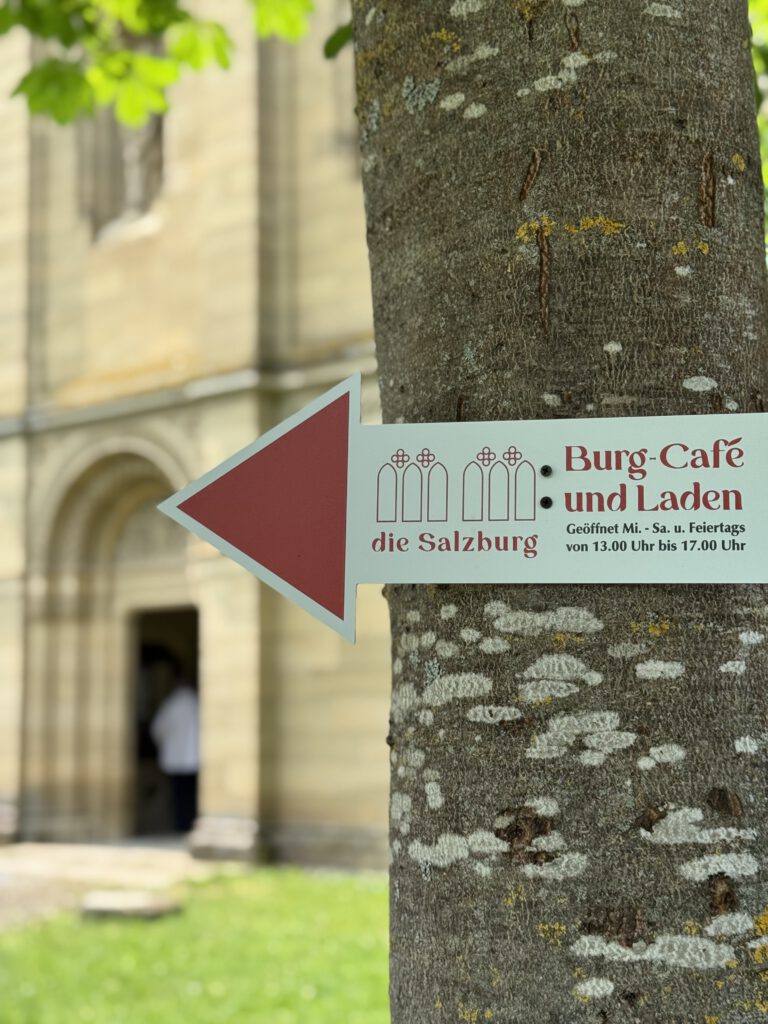 die Salzburg
Burg-Café
und Laden
Geöffnet Mi. - Sa. u. Feiertags
von 13.00 Uhr bis 17.00 Uhr